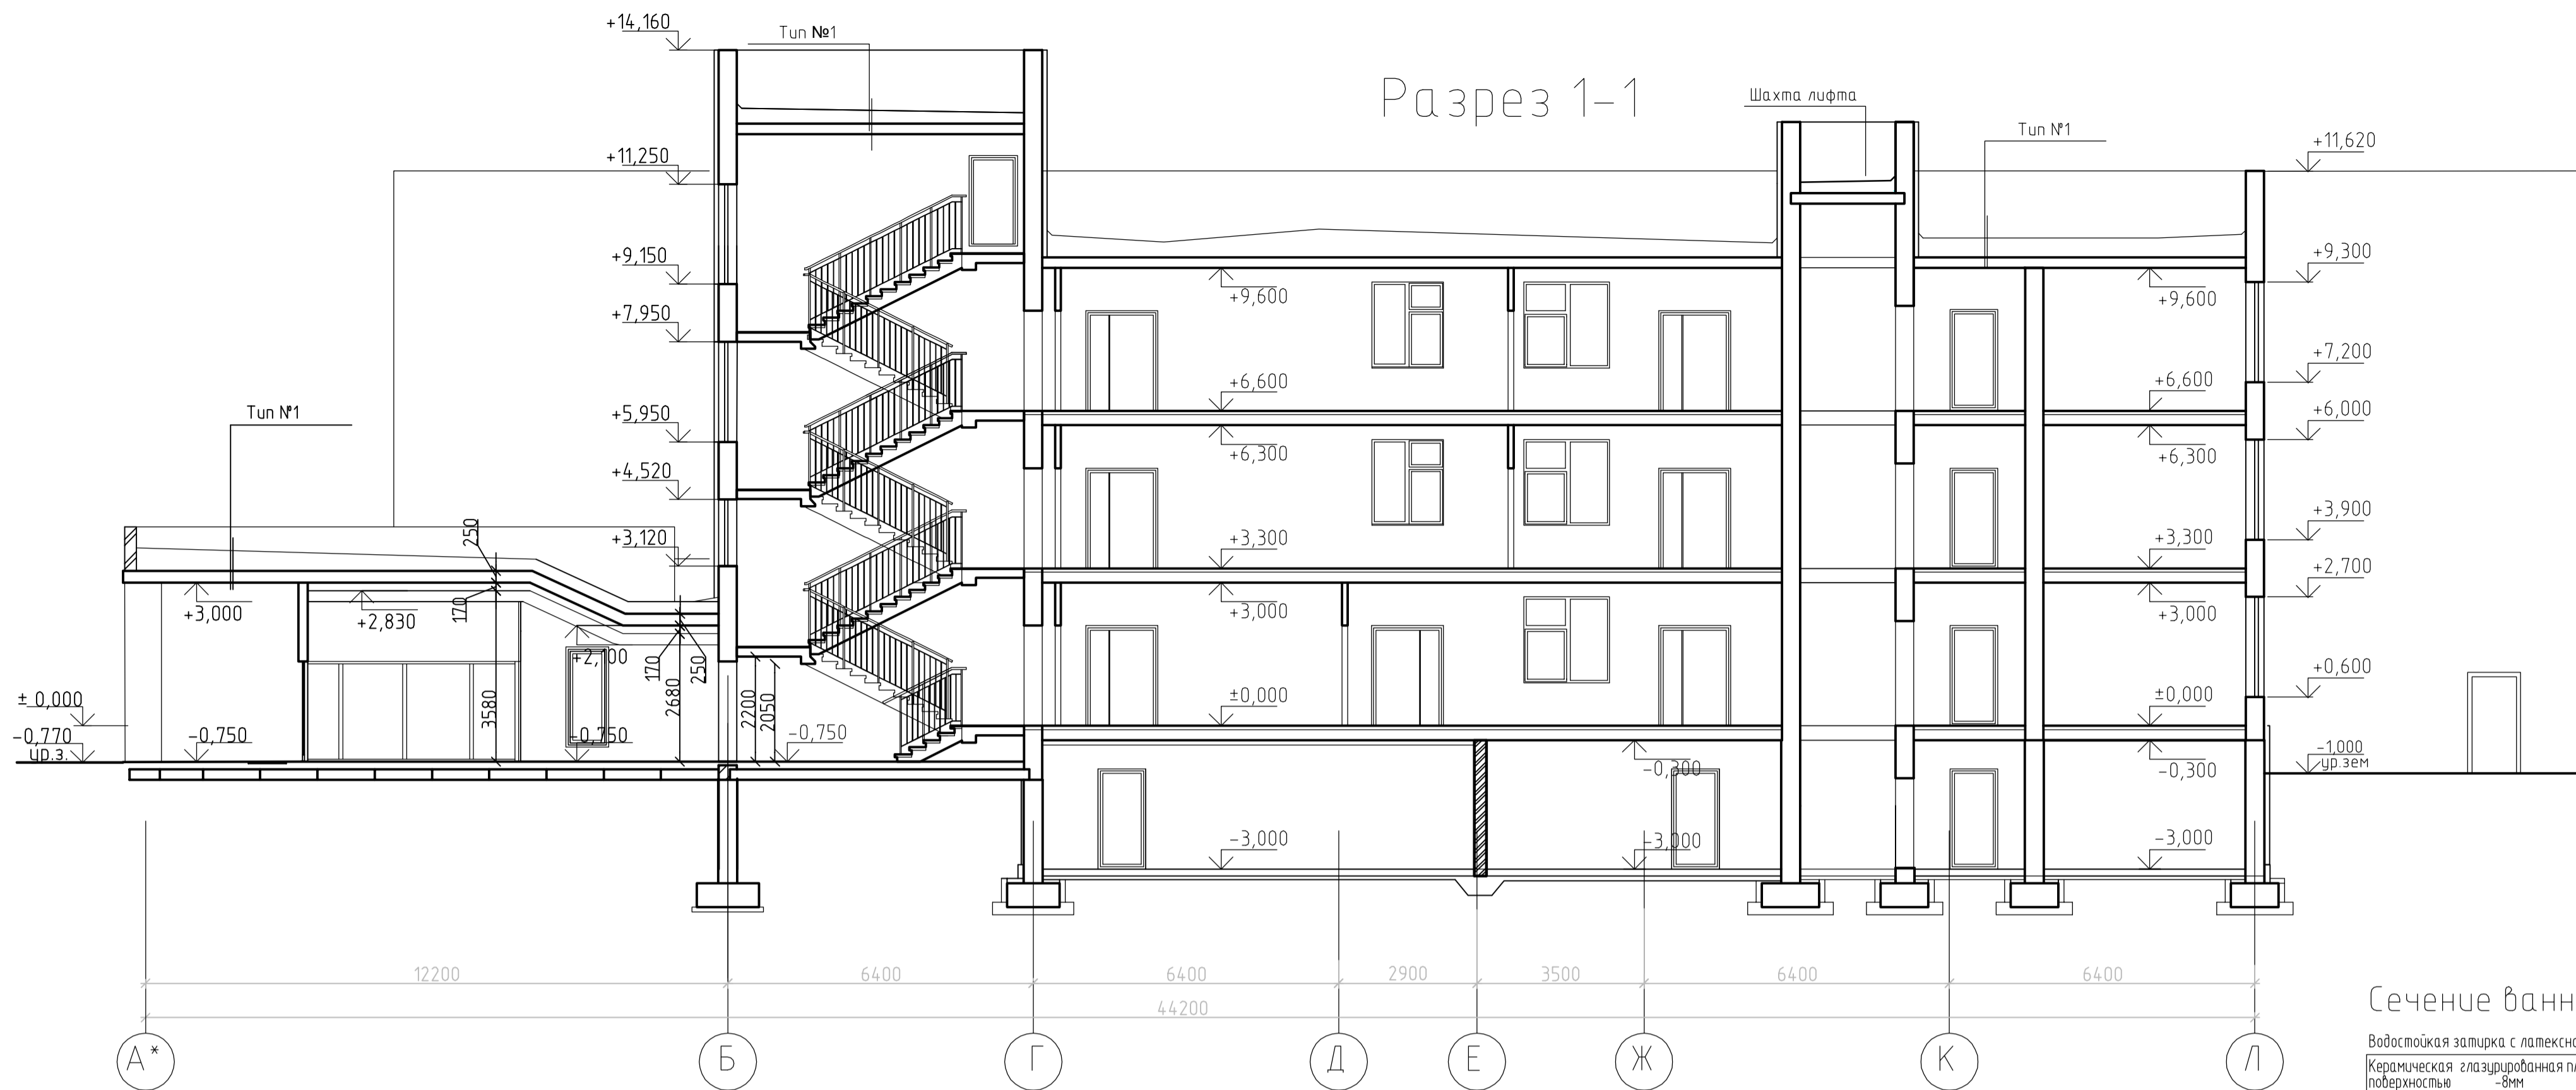 Разрез 1-1
+14,160
Тип №1
Шахта лифта
Тип №1
+11,620
+11,250
+9,150
+9,300
+9,600
+9,600
+7,950
+7,200
+6,600
+6,600
+6,000
Тип №1
+5,950
+6,300
+6,300
+4,520
+3,900
250
+3,120
+3,300
+3,300
+2,700
+3,000
+2,830
170
+3,000
+3,000
+2,100
170
250
3580
2680
2200
2050
+0,600
±0,000
±0,000
±0,000
-0,770
ур.з.
-0,750
-0,750
-0,750
-0,300
-0,300
-1,000
ур.зем
-3,000
-3,000
-3,000
12200
6400
6400
2900
3500
6400
6400
44200
А*
Б
Г
Д
Е
Ж
К
Л
Сечение ванн
Водостойкая затирка с латексно
Керамическая глазурированная пл
поверхностью -8мм